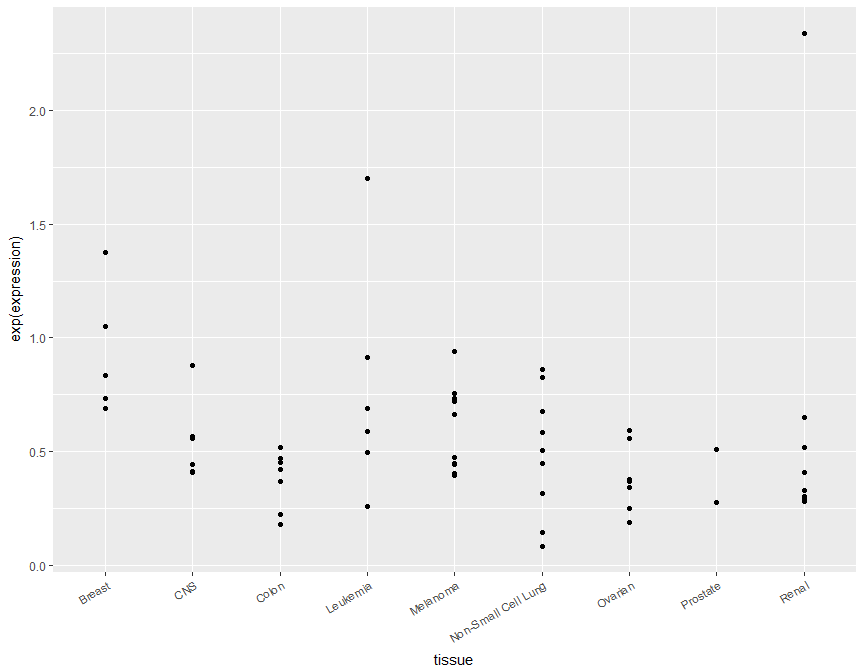 2.0
1.5
1.0
0.5
0.0
exp(expression)
Breast
CNS
Colon
Leukemia
Melanoma
Non-Small Cell Lung
Ovarian
Prostate
Renal
tissue